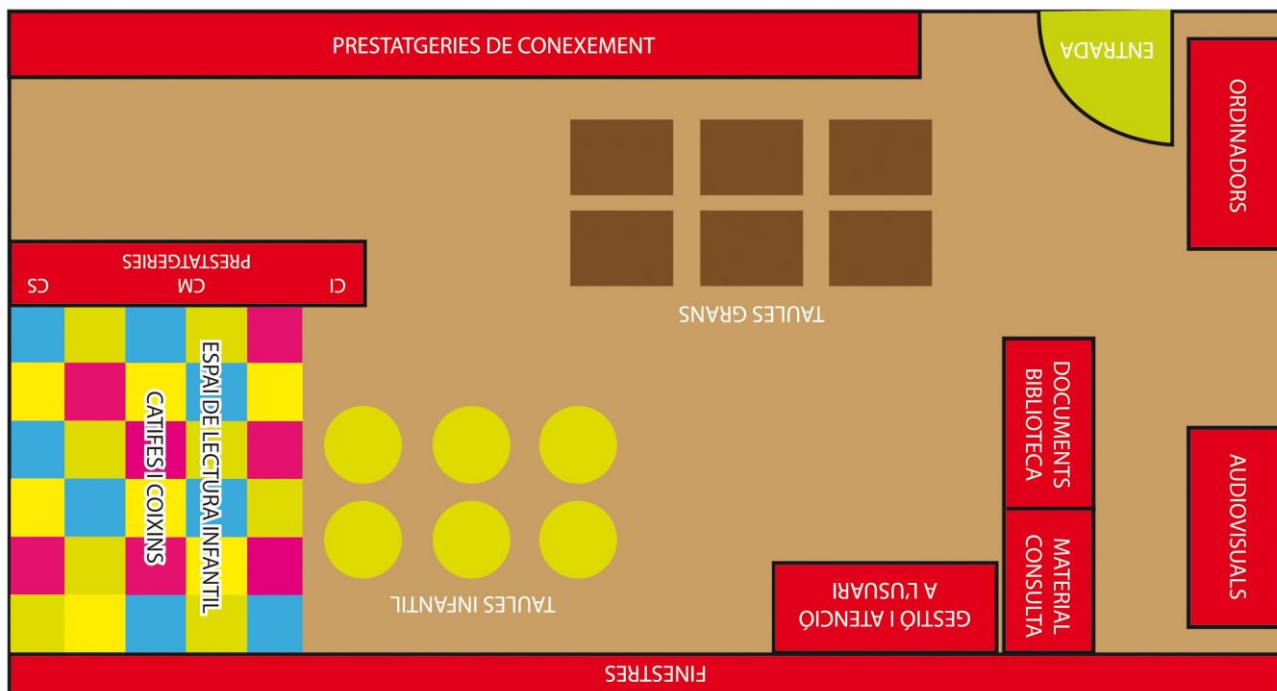 PRESTATGERIES DE CONEXEMENT
ENTRADA
ORDINADORS
PRESTATGERIES
CI
CM
CS
TAULES GRANS
ESPAI DE LECTURA INFANTIL
CATIFES I COIXINS
DOCUMENTS
BIBLIOTECA
AUDIOVISUALS
MATERIAL
CONSULTA
GESTIÓ I ATENCIÓ
A L'USUARI
TAULES INFANTIL
FINESTRES